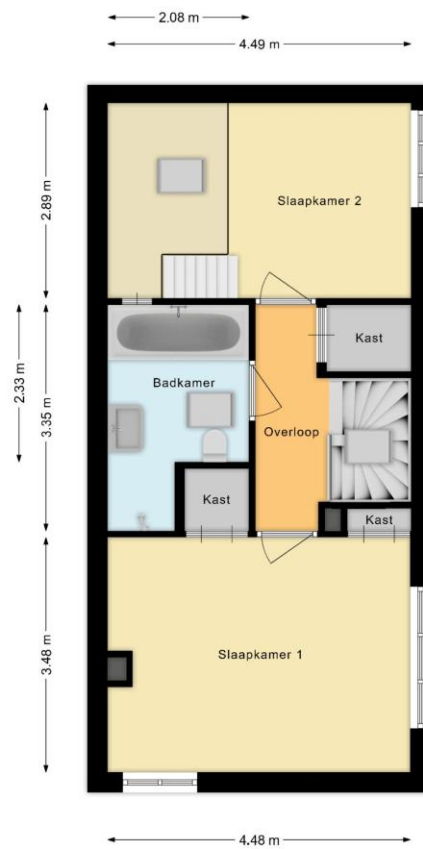 2.08 m
4.49 m
2.89 m
Slaapkamer 2
2.33 m
3.35 m
Kast
Badkamer
Overloop
Kast
Kast
3.48 m
Slaapkamer 1
4.48 m